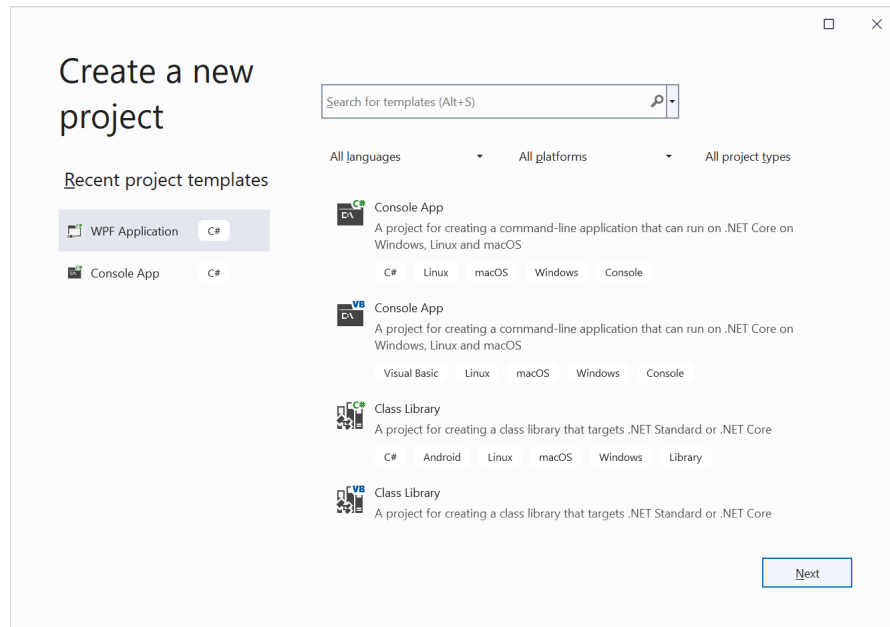 Create a new
project
Search for templates (Alt+S)
All languages
All platforms
All project types
Recent project templates
WPF Application C#
Console App C#
C#
Console App
A project for creating a command-line application that can run on .NET Core on
Windows, Linux and macOS
C# Linux macOS Windows Console
VB
Console App
A project for creating a command-line application that can run on .NET Core on
Windows, Linux and macOS
Visual Basic Linux macOS Windows Console
C#
Class Library
A project for creating a class library that targets .NET Standard or .NET Core
C# Android Linux macOS Windows Library
VB
Class Library
A project for creating a class library that targets .NET Standard or .NET Core
Next